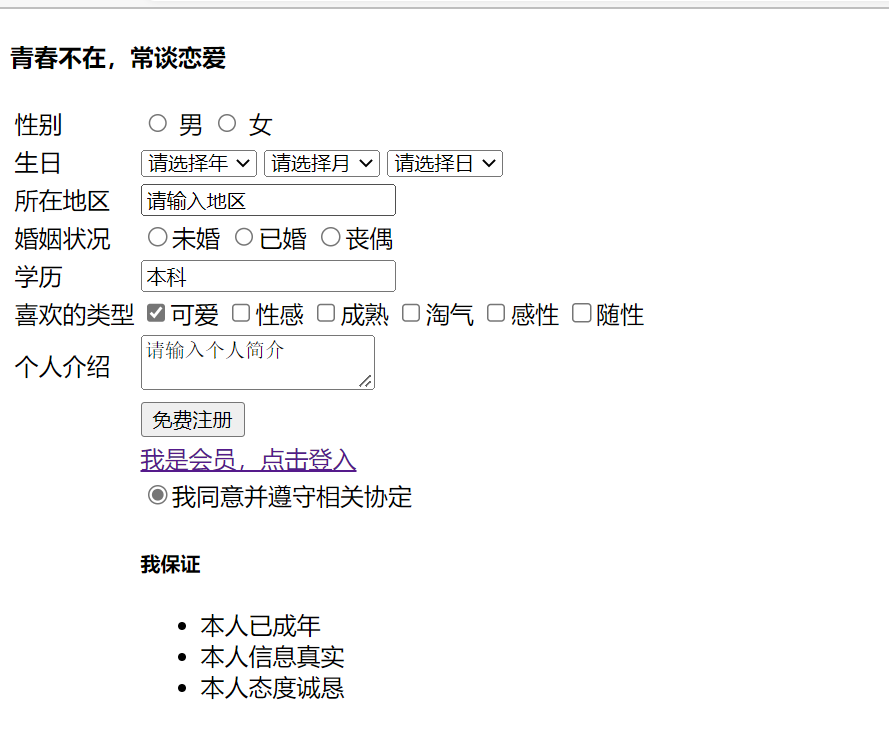 青春不在，常谈恋爱
性别 男 女
生日 请选择年 请选择月 请选择日
所在地区 请输入地区
婚姻状况 未婚 已婚 丧偶
学历 本科
喜欢的类型 可爱 性感 成熟 淘气 感性 随性
个人介绍 请输入个人简介
免费注册
我是会员，点击登入
我同意并遵守相关协定
我保证
本人已成年
本人信息真实
本人态度诚恳